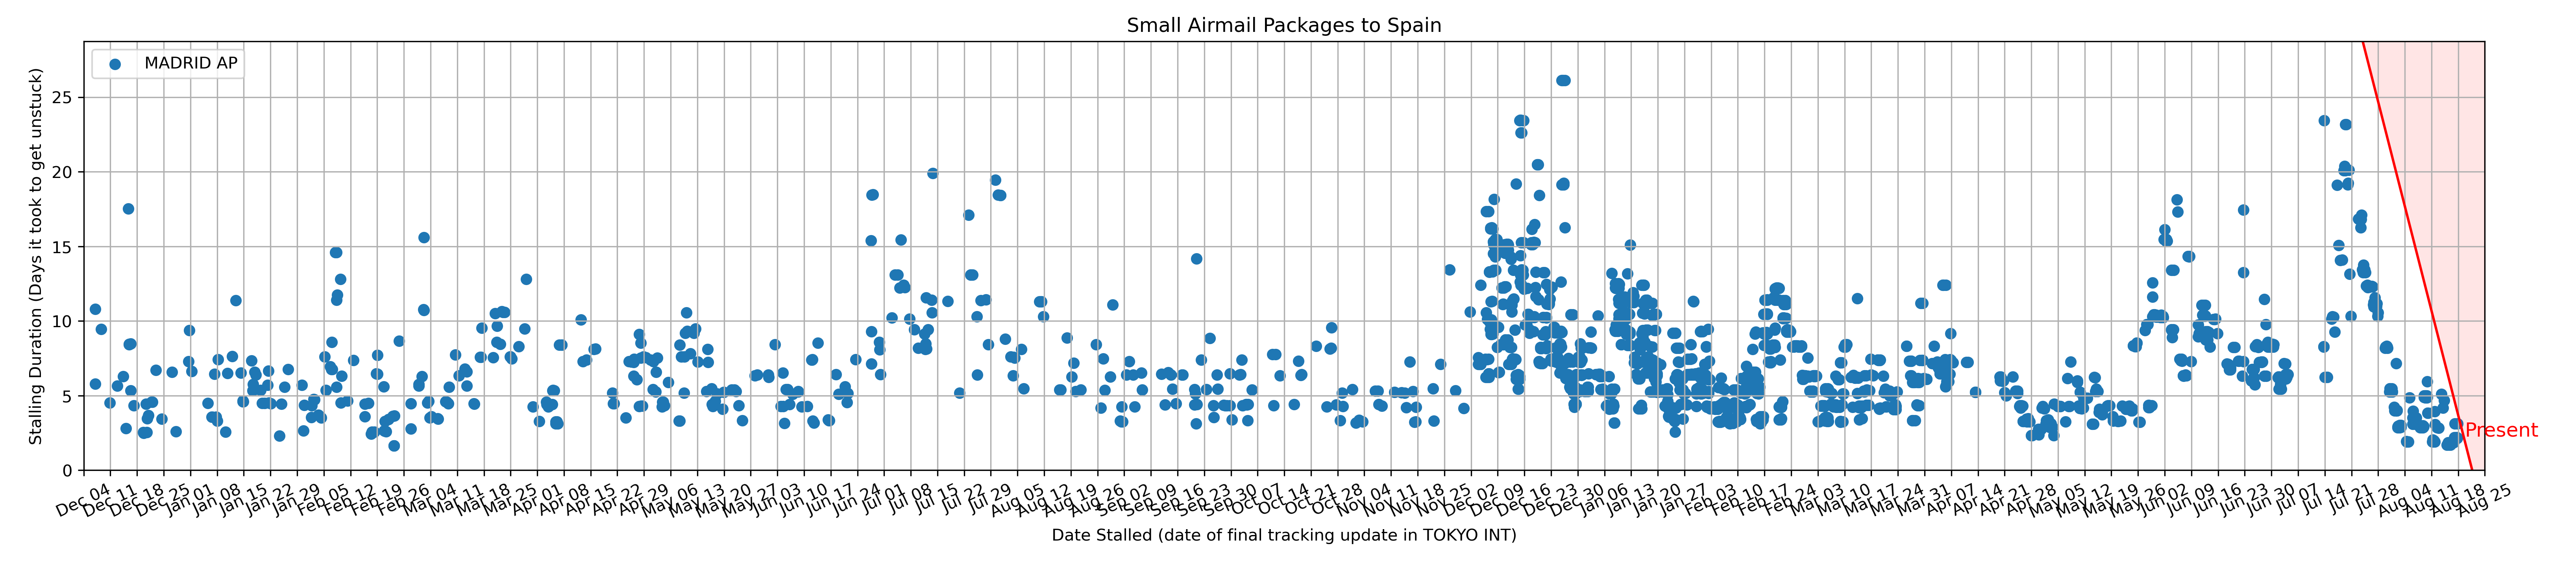 Small Airmail Packages to Spain
MADRID AP
Stalling Duration (Days it took to get unstuck)
25
20
15
10
5
0
Present
Dec 04
Dec 11
Dec 18
Dec 25
Jan 01
Jan 08
Jan 15
Jan 22
Jan 29
Feb 05
Feb 12
Feb 19
Feb 26
Mar 04
Mar 11
Mar 18
Mar 25
Apr 01
Apr 08
Apr 15
Apr 22
Apr 29
May 06
May 13
May 20
May 27
Jun 03
Jun 10
Jun 17
Jun 24
Jul 01
Jul 08
Jul 15
Jul 22
Jul 29
Aug 05
Aug 12
Aug 19
Aug 26
Sep 02
Sep 09
Sep 16
Sep 23
Sep 30
Oct 07
Oct 14
Oct 21
Oct 28
Nov 04
Nov 11
Nov 18
Nov 25
Dec 02
Dec 09
Dec 16
Dec 23
Dec 30
Jan 06
Jan 13
Jan 20
Jan 27
Feb 03
Feb 10
Feb 17
Feb 24
Mar 03
Mar 10
Mar 17
Mar 24
Mar 31
Apr 07
Apr 14
Apr 21
Apr 28
May 05
May 12
May 19
May 26
Jun 02
Jun 09
Jun 16
Jun 23
Jun 30
Jul 07
Jul 14
Jul 21
Jul 28
Aug 04
Aug 11
Aug 18
Aug 25
Date Stalled (date of final tracking update in TOKYO INT)